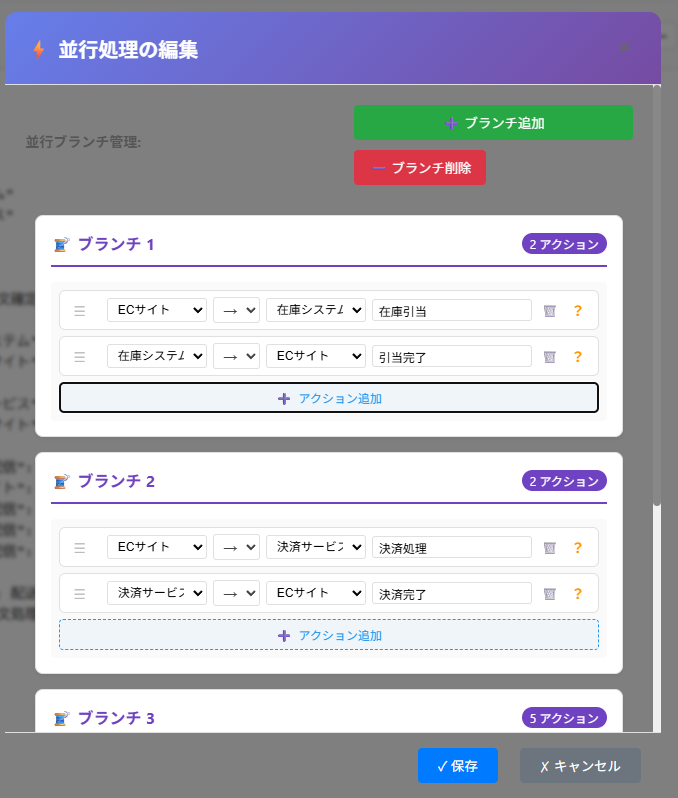 並行処理の編集
並行ブランチ管理:
ブランチ追加
ブランチ削除
ブランチ 1
2 アクション
ECサイト → 在庫システム 在庫引当 ?
在庫システム → ECサイト 引当完了 ?
アクション追加
ブランチ 2
2 アクション
ECサイト → 決済サービス 決済処理 ?
決済サービス → ECサイト 決済完了 ?
アクション追加
ブランチ 3
5 アクション
✓ 保存
✗ キャンセル